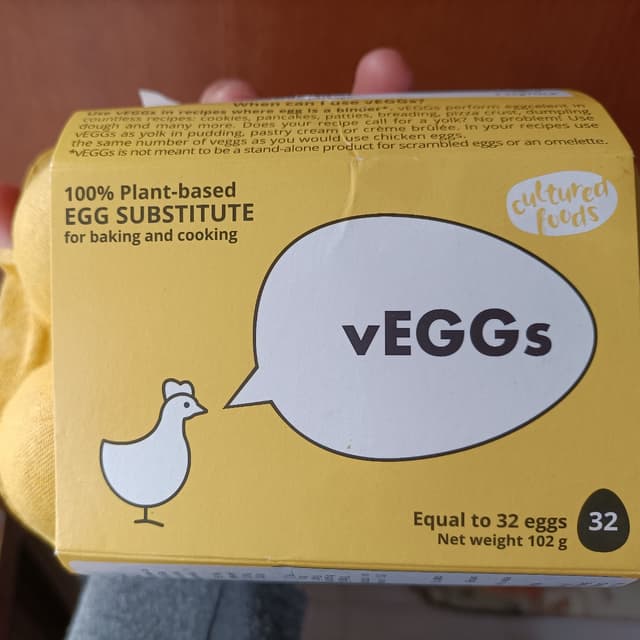 When can I use vEGGs?
Use vEGGs in recipes where egg is a binder*. vEGGs perform eggcelent in
countless recipes: cookies, pancakes, patties, breading, pizza crust, dumpling
dough and many more. Does your recipe call for a yolk? No problem! Use
vEGGs as yolk in pudding, pastry cream or crème brûlée. In your recipes use
the same number of veggs as you would use chicken eggs.
*vEGGs is not meant to be a stand-alone product for scrambled eggs or an omelette.
100% Plant-based
EGG SUBSTITUTE
for baking and cooking
cultured
foods
vEGGs
Equal to 32 eggs
Net weight 102 g
32